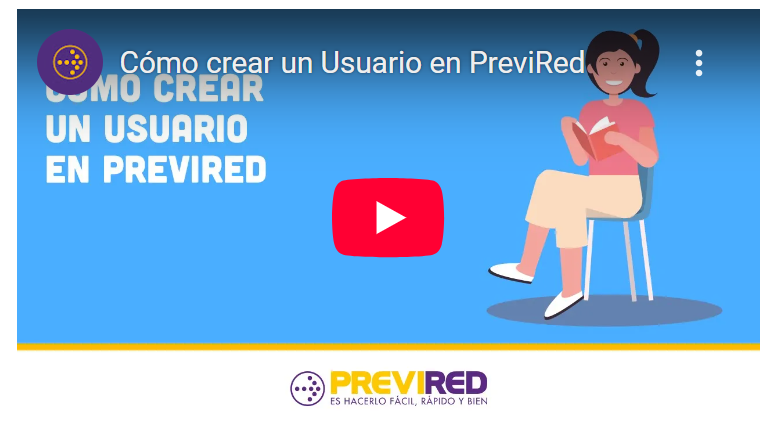 Cómo crear un Usuario en PreviRed
CÓMO CREAR
UN USUARIO
EN PREVIRED
PREVIRED
ES HACERLO FÁCIL, RÁPIDO Y BIEN